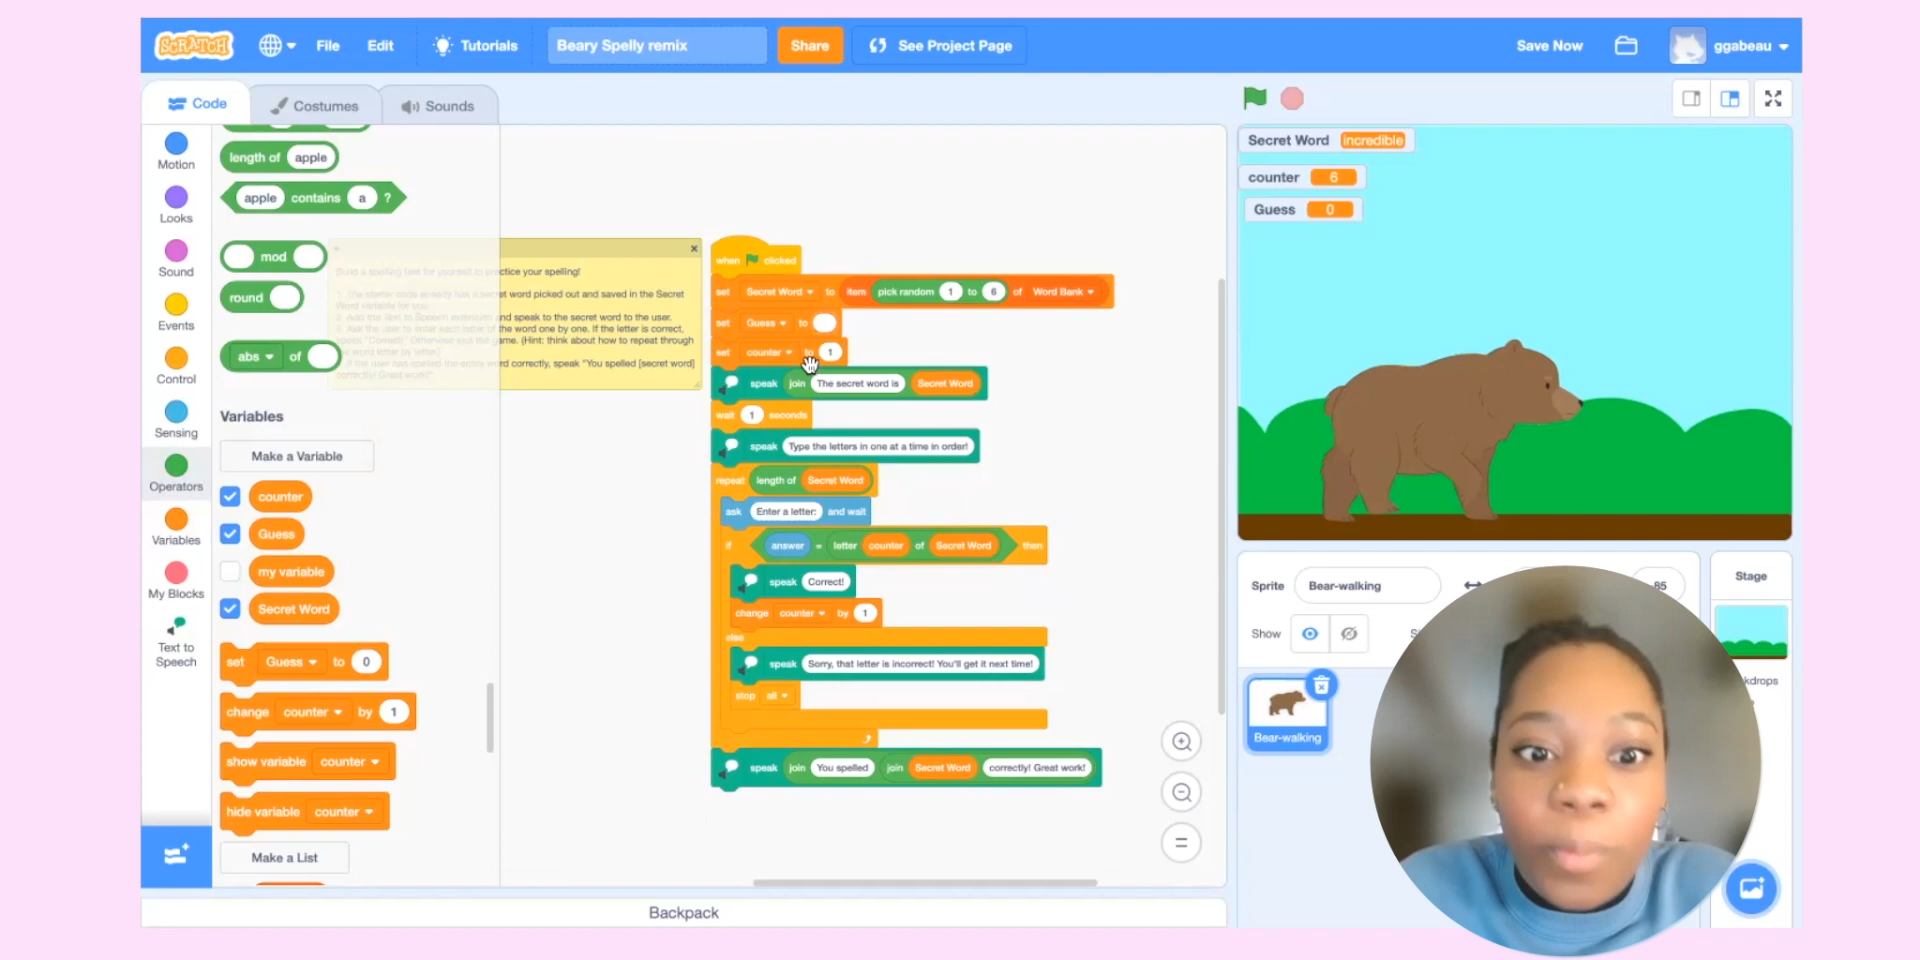 SCRATCH
File
Edit
Tutorials
Beary Spelly remix
Share
See Project Page
Save Now
ggabeau
Code
Costumes
Sounds
Motion
Looks
Sound
Events
Control
Sensing
Operators
Variables
My Blocks
Text to
Speech
length of apple
apple contains a ?
mod
round
abs of
Variables
Make a Variable
counter
Guess
my variable
Secret Word
set Guess to 0
change counter by 1
show variable counter
hide variable counter
Make a List
Build a spelling test for yourself to practice your spelling!
word picked out and saved in the Secret
and speak to the secret word to the user.
the word one by one. If the letter is correct,
(Hint: think about how to repeat through
correctly, speak "You spelled [secret word]
when clicked
set Secret Word to item pick random 1 to 6 of Word Bank
set Guess to
set counter to 1
speak join The secret word is Secret Word
wait 1 seconds
speak Type the letters in one at a time in order!
repeat length of Secret Word
ask Enter a letter: and wait
if answer = letter counter of Secret Word then
speak Correct!
change counter by 1
else
speak Sorry, that letter is incorrect! You'll get it next time!
stop all
speak join You spelled join Secret Word correctly! Great work!
Backpack
Secret Word incredible
counter 6
Guess 0
Sprite Bear-walking
Show
Bear-walking
Stage